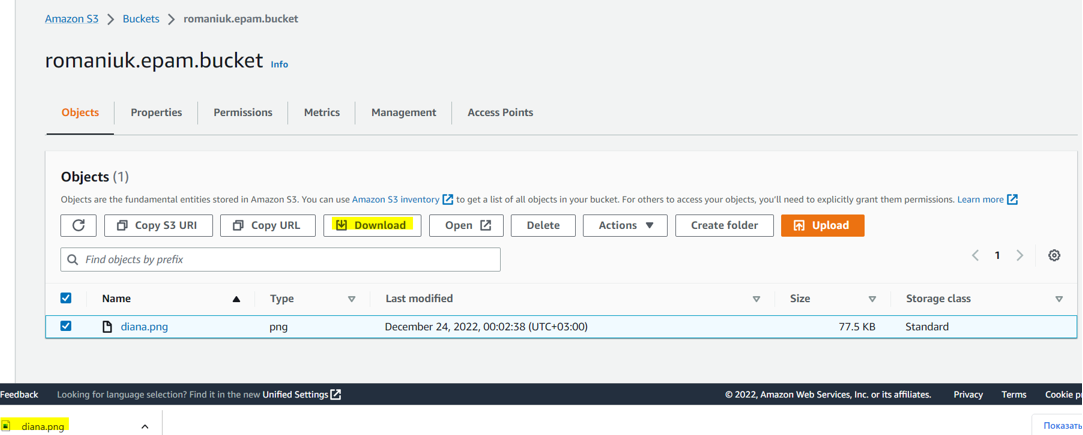 Amazon S3 > Buckets > romaniuk.epam.bucket
romaniuk.epam.bucket Info
Objects Properties Permissions Metrics Management Access Points
Objects (1)
Objects are the fundamental entities stored in Amazon S3. You can use Amazon S3 inventory to get a list of all objects in your bucket. For others to access your objects, you'll need to explicitly grant them permissions. Learn more
Copy S3 URI Copy URL Download Open Delete Actions Create folder Upload
Find objects by prefix
1
Name Type Last modified Size Storage class
diana.png png December 24, 2022, 00:02:38 (UTC+03:00) 77.5 KB Standard
Feedback Looking for language selection? Find it in the new Unified Settings © 2022, Amazon Web Services, Inc. or its affiliates. Privacy Terms Cookie
diana.png Показать